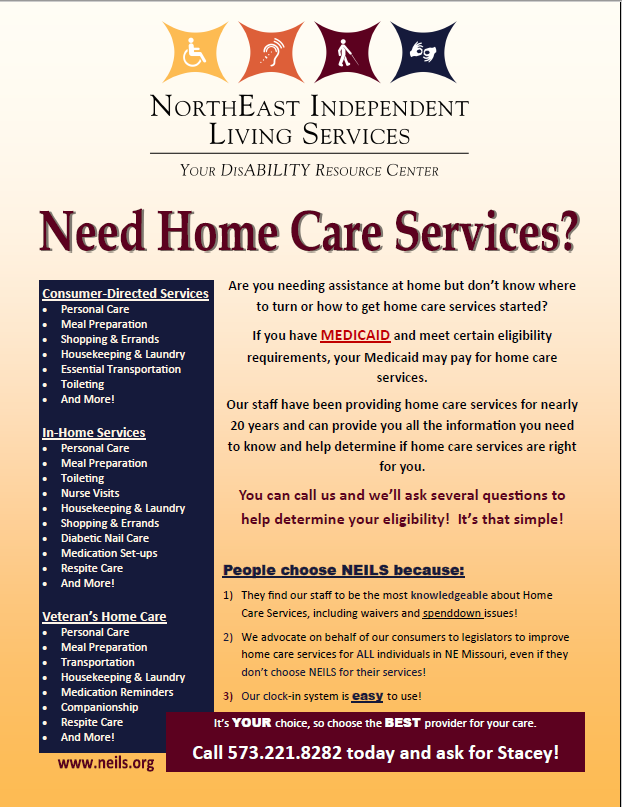 NORTHEAST INDEPENDENT
LIVING SERVICES
YOUR DISABILITY RESOURCE CENTER
Need Home Care Services?
Consumer-Directed Services
• Personal Care
• Meal Preparation
• Shopping & Errands
• Housekeeping & Laundry
• Essential Transportation
• Toileting
• And More!
In-Home Services
• Personal Care
• Meal Preparation
• Toileting
• Nurse Visits
• Housekeeping & Laundry
• Shopping & Errands
• Diabetic Nail Care
• Medication Set-ups
• Respite Care
• And More!
Veteran's Home Care
• Personal Care
• Meal Preparation
• Transportation
• Housekeeping & Laundry
• Medication Reminders
• Companionship
• Respite Care
• And More!
www.neils.org
Are you needing assistance at home but don't know where
to turn or how to get home care services started?
If you have MEDICAID and meet certain eligibility
requirements, your Medicaid may pay for home care
services.
Our staff have been providing home care services for nearly
20 years and can provide you all the information you need
to know and help determine if home care services are right
for you.
You can call us and we'll ask several questions to
help determine your eligibility!  It's that simple!
People choose NEILS because:
1) They find our staff to be the most knowledgeable about Home
Care Services, including waivers and spenddown issues!
2) We advocate on behalf of our consumers to legislators to improve
home care services for ALL individuals in NE Missouri, even if they
don't choose NEILS for their services!
3) Our clock-in system is easy to use!
It's YOUR choice, so choose the BEST provider for your care.
Call 573.221.8282 today and ask for Stacey!